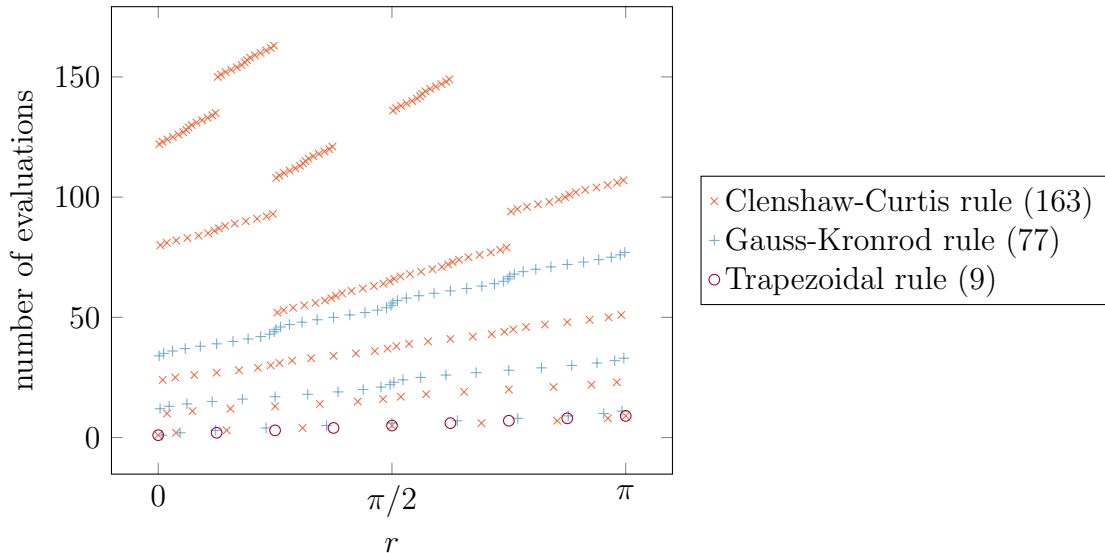 150
100
50
0
number of evaluations
0
π/2
π
r
Clenshaw-Curtis rule (163)
Gauss-Kronrod rule (77)
Trapezoidal rule (9)